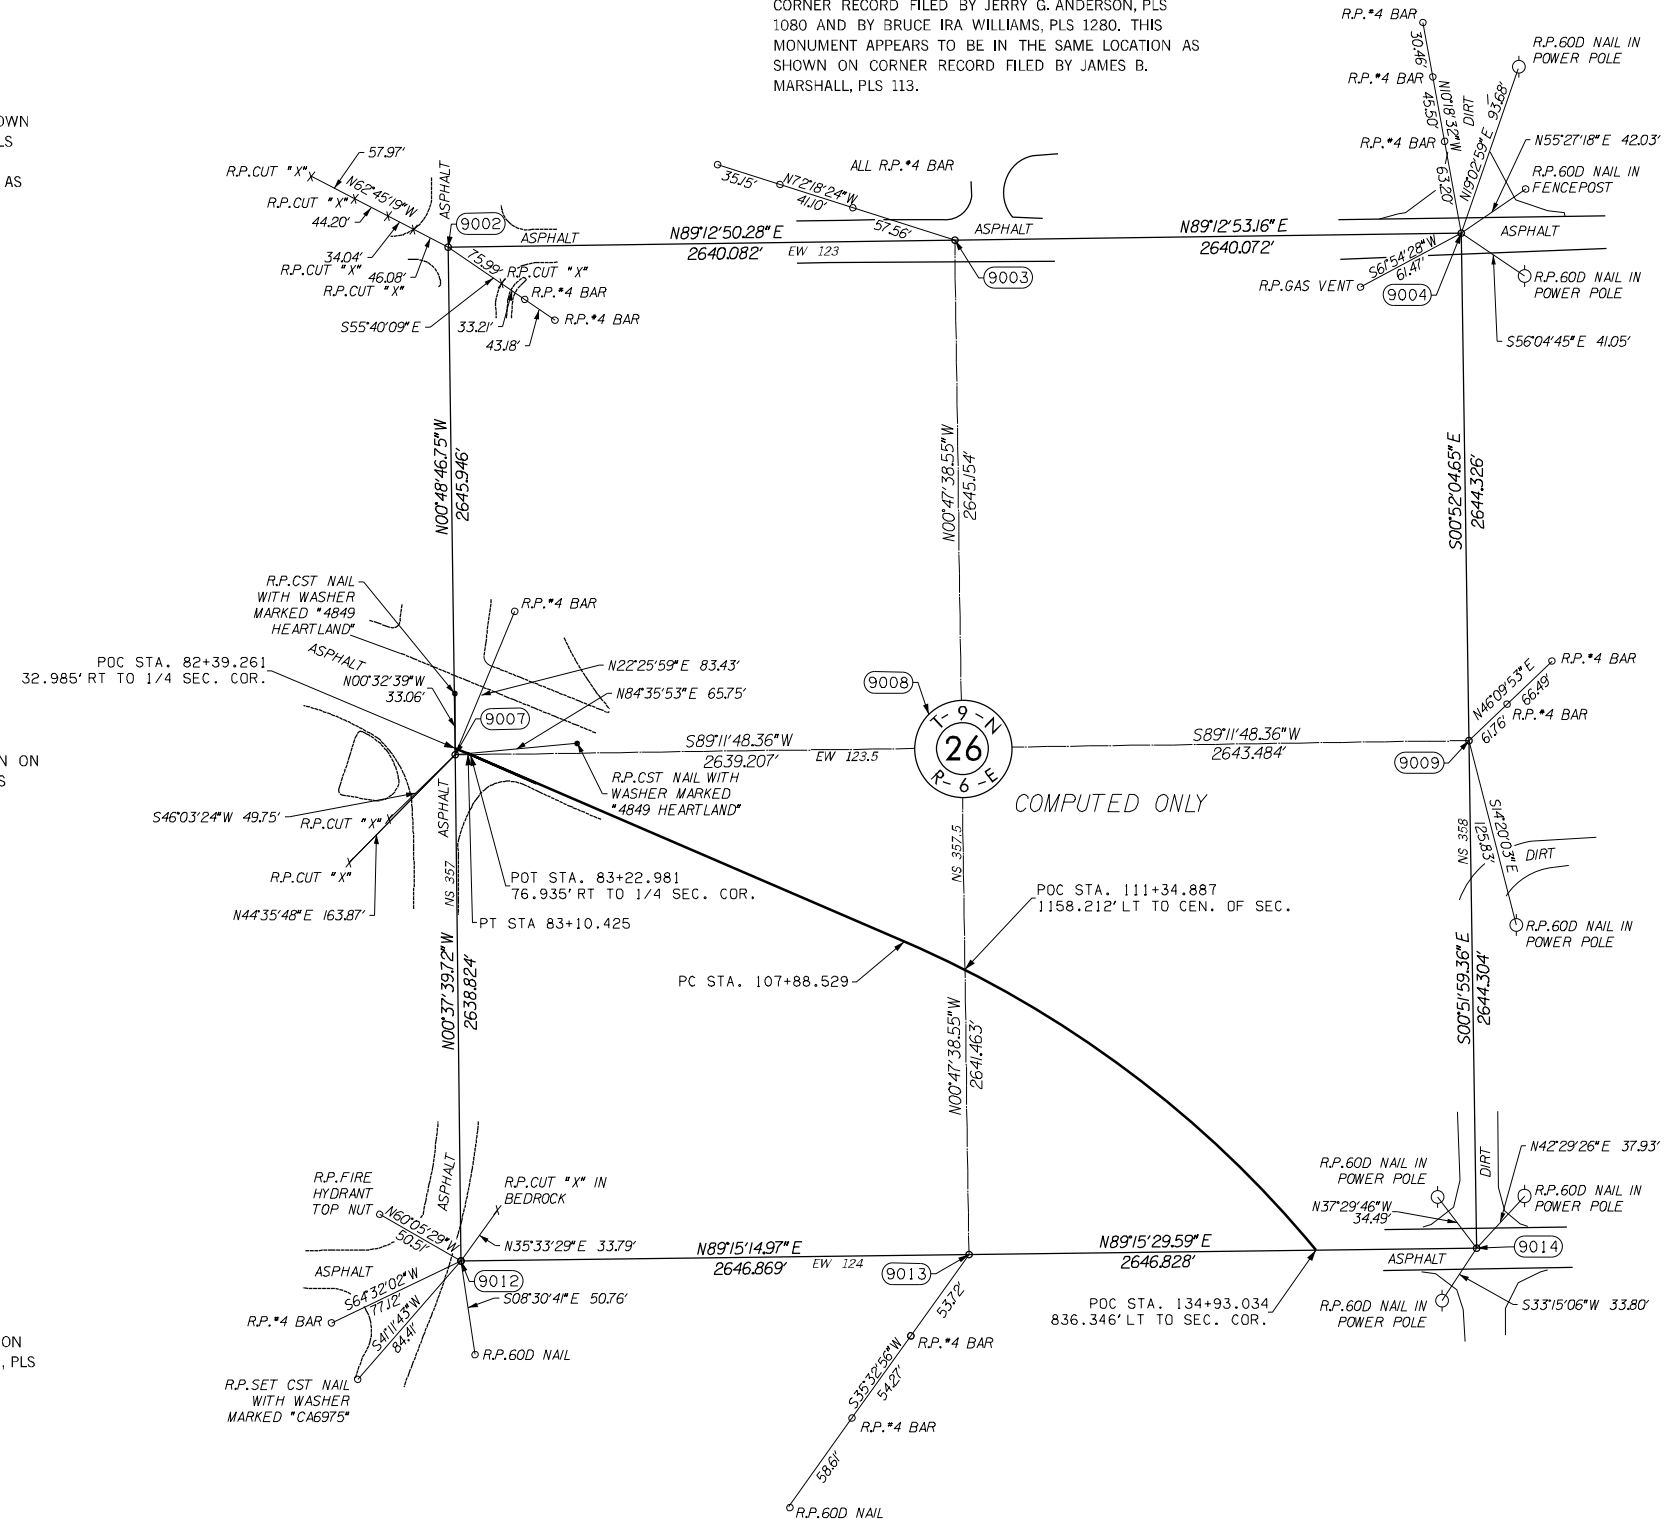 CORNER RECORD FILED BY JERRY G. ANDERSON, PLS
1080 AND BY BRUCE IRA WILLIAMS, PLS 1280. THIS
MONUMENT APPEARS TO BE IN THE SAME LOCATION AS
SHOWN ON CORNER RECORD FILED BY JAMES B.
MARSHALL, PLS 113.
OWN
LS
AS
N ON
S
ON
, PLS
57.97'
R.P.CUT "X"
N62°45'19"W
R.P.CUT "X"
44.20'
34.04'
R.P.CUT "X"
46.08'
R.P.CUT "X"
ASPHALT
9002
ASPHALT
75.99'
R.P.CUT "X"
R.P.#4 BAR
R.P.#4 BAR
S55°40'09"E
33.21'
43.18'
35.15'
N72°18'24"W
41.10'
57.56'
ALL R.P.#4 BAR
N89°12'50.28"E
2640.082'
EW 123
ASPHALT
9003
N89°12'53.16"E
2640.072'
R.P.#4 BAR
30.46'
R.P.#4 BAR
45.50'
N10°18'32"W
R.P.#4 BAR
63.20'
DIRT
N19°02'59"E 93.68'
R.P.60D NAIL IN
POWER POLE
N55°27'18"E 42.03'
R.P.60D NAIL IN
FENCEPOST
ASPHALT
S61°54'28"W
61.47'
R.P.GAS VENT
9004
R.P.60D NAIL IN
POWER POLE
S56°04'45"E 41.05'
N00°48'46.75"W
2645.946'
N00°47'38.55"W
2645.154'
S00°52'04.65"E
2644.326'
R.P.CST NAIL
WITH WASHER
MARKED "4849
HEARTLAND"
R.P.#4 BAR
ASPHALT
POC STA. 82+39.261
32.985' RT TO 1/4 SEC. COR.
N00°32'39"W
33.06'
N22°25'59"E 83.43'
N84°35'53"E 65.75'
9007
9008
T-9-N
26
R-6-E
S89°11'48.36"W
2639.207'
EW 123.5
S89°11'48.36"W
2643.484'
N46°09'53"E
66.49'
R.P.#4 BAR
R.P.#4 BAR
61.76'
9009
R.P.CST NAIL WITH
WASHER MARKED
"4849 HEARTLAND"
COMPUTED ONLY
S46°03'24"W 49.75'
R.P.CUT "X"
ASPHALT
R.P.CUT "X"
NS 357
N44°35'48"E 163.87'
POT STA. 83+22.981
76.935' RT TO 1/4 SEC. COR.
PT STA 83+10.425
NS 357.5
POC STA. 111+34.887
1158.212' LT TO CEN. OF SEC.
NS 358
S14°20'03"E
125.83'
DIRT
R.P.60D NAIL IN
POWER POLE
PC STA. 107+88.529
N00°37'39.72"W
2638.824'
N00°47'38.55"W
2641.463'
S00°51'59.36"E
2644.304'
R.P.FIRE
HYDRANT
TOP NUT
ASPHALT
R.P.CUT "X" IN
BEDROCK
N60°05'29"W
50.51'
N35°33'29"E 33.79'
ASPHALT
9012
S64°32'02"W
77.12'
S08°30'41"E 50.76'
R.P.#4 BAR
S41°11'43"W
84.41'
R.P.60D NAIL
R.P.SET CST NAIL
WITH WASHER
MARKED "CA6975"
N89°15'14.97"E
2646.869'
EW 124
9013
N89°15'29.59"E
2646.828'
53.72'
R.P.#4 BAR
S35°32'56"W
54.27'
R.P.#4 BAR
58.61'
R.P.60D NAIL
POC STA. 134+93.034
836.346' LT TO SEC. COR.
R.P.60D NAIL IN
POWER POLE
N37°29'46"W
34.49'
DIRT
N42°29'26"E 37.93'
R.P.60D NAIL IN
POWER POLE
ASPHALT
9014
R.P.60D NAIL IN
POWER POLE
S33°15'06"W 33.80'